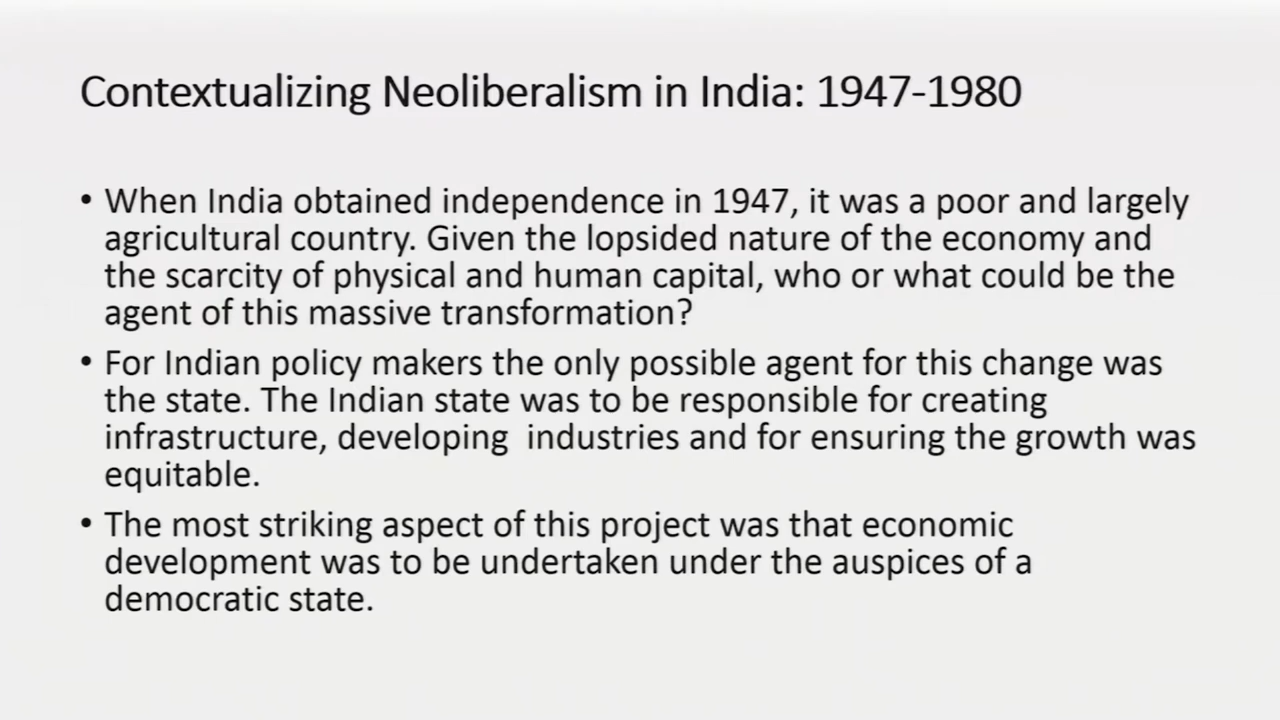 Contextualizing Neoliberalism in India: 1947-1980
• When India obtained independence in 1947, it was a poor and largely
agricultural country. Given the lopsided nature of the economy and
the scarcity of physical and human capital, who or what could be the
agent of this massive transformation?
• For Indian policy makers the only possible agent for this change was
the state. The Indian state was to be responsible for creating
infrastructure, developing  industries and for ensuring the growth was
equitable.
• The most striking aspect of this project was that economic
development was to be undertaken under the auspices of a
democratic state.